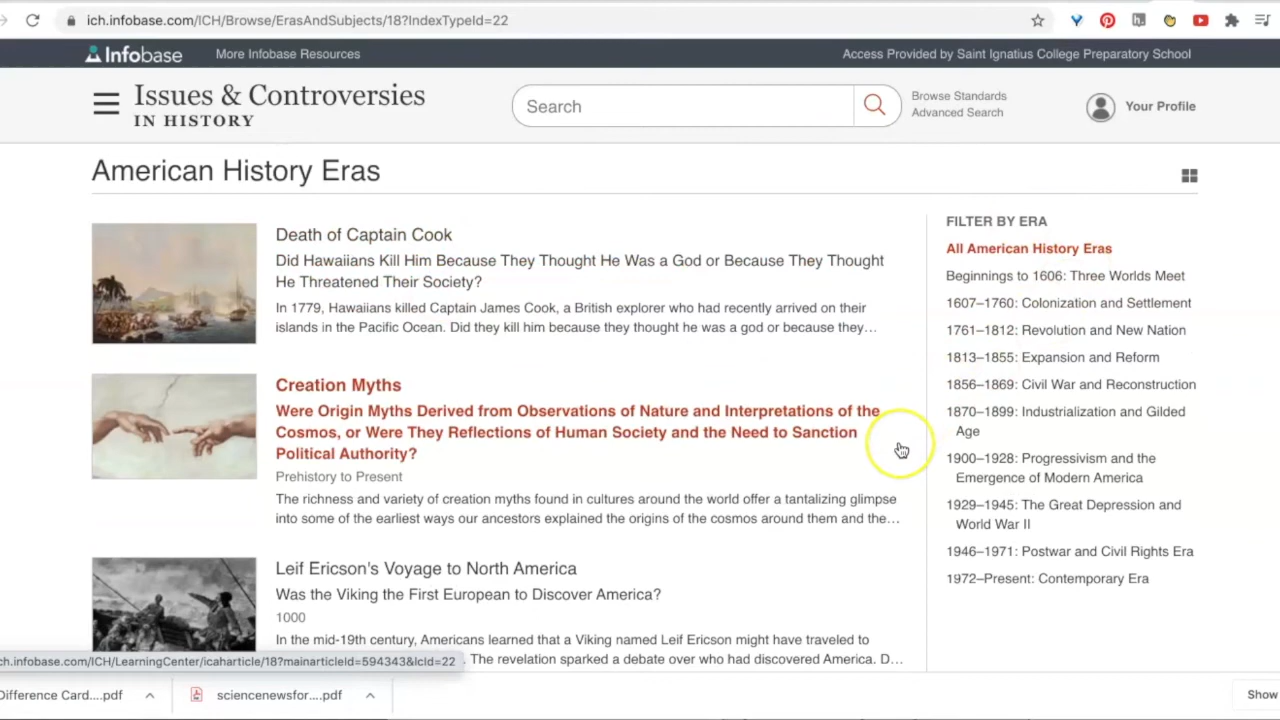 ich.infobase.com/ICH/Browse/ErasAndSubjects/18?IndexTypeId=22
Infobase
More Infobase Resources
Access Provided by Saint Ignatius College Preparatory School
Issues & Controversies
IN HISTORY
Search
Browse Standards
Advanced Search
Your Profile
American History Eras
Death of Captain Cook
Did Hawaiians Kill Him Because They Thought He Was a God or Because They Thought
He Threatened Their Society?
In 1779, Hawaiians killed Captain James Cook, a British explorer who had recently arrived on their
islands in the Pacific Ocean. Did they kill him because they thought he was a god or because they…
Creation Myths
Were Origin Myths Derived from Observations of Nature and Interpretations of the
Cosmos, or Were They Reflections of Human Society and the Need to Sanction
Political Authority?
Prehistory to Present
The richness and variety of creation myths found in cultures around the world offer a tantalizing glimpse
into some of the earliest ways our ancestors explained the origins of the cosmos around them and the…
Leif Ericson's Voyage to North America
Was the Viking the First European to Discover America?
1000
In the mid-19th century, Americans learned that a Viking named Leif Ericson might have traveled to
The revelation sparked a debate over who had discovered America. D…
FILTER BY ERA
All American History Eras
Beginnings to 1606: Three Worlds Meet
1607–1760: Colonization and Settlement
1761–1812: Revolution and New Nation
1813–1855: Expansion and Reform
1856–1869: Civil War and Reconstruction
1870–1899: Industrialization and Gilded
Age
1900–1928: Progressivism and the
Emergence of Modern America
1929–1945: The Great Depression and
World War II
1946–1971: Postwar and Civil Rights Era
1972–Present: Contemporary Era
ch.infobase.com/ICH/LearningCenter/icaharticle/18?mainarticleId=594343&lcId=22
Difference Card....pdf
sciencenewsfor....pdf
Show